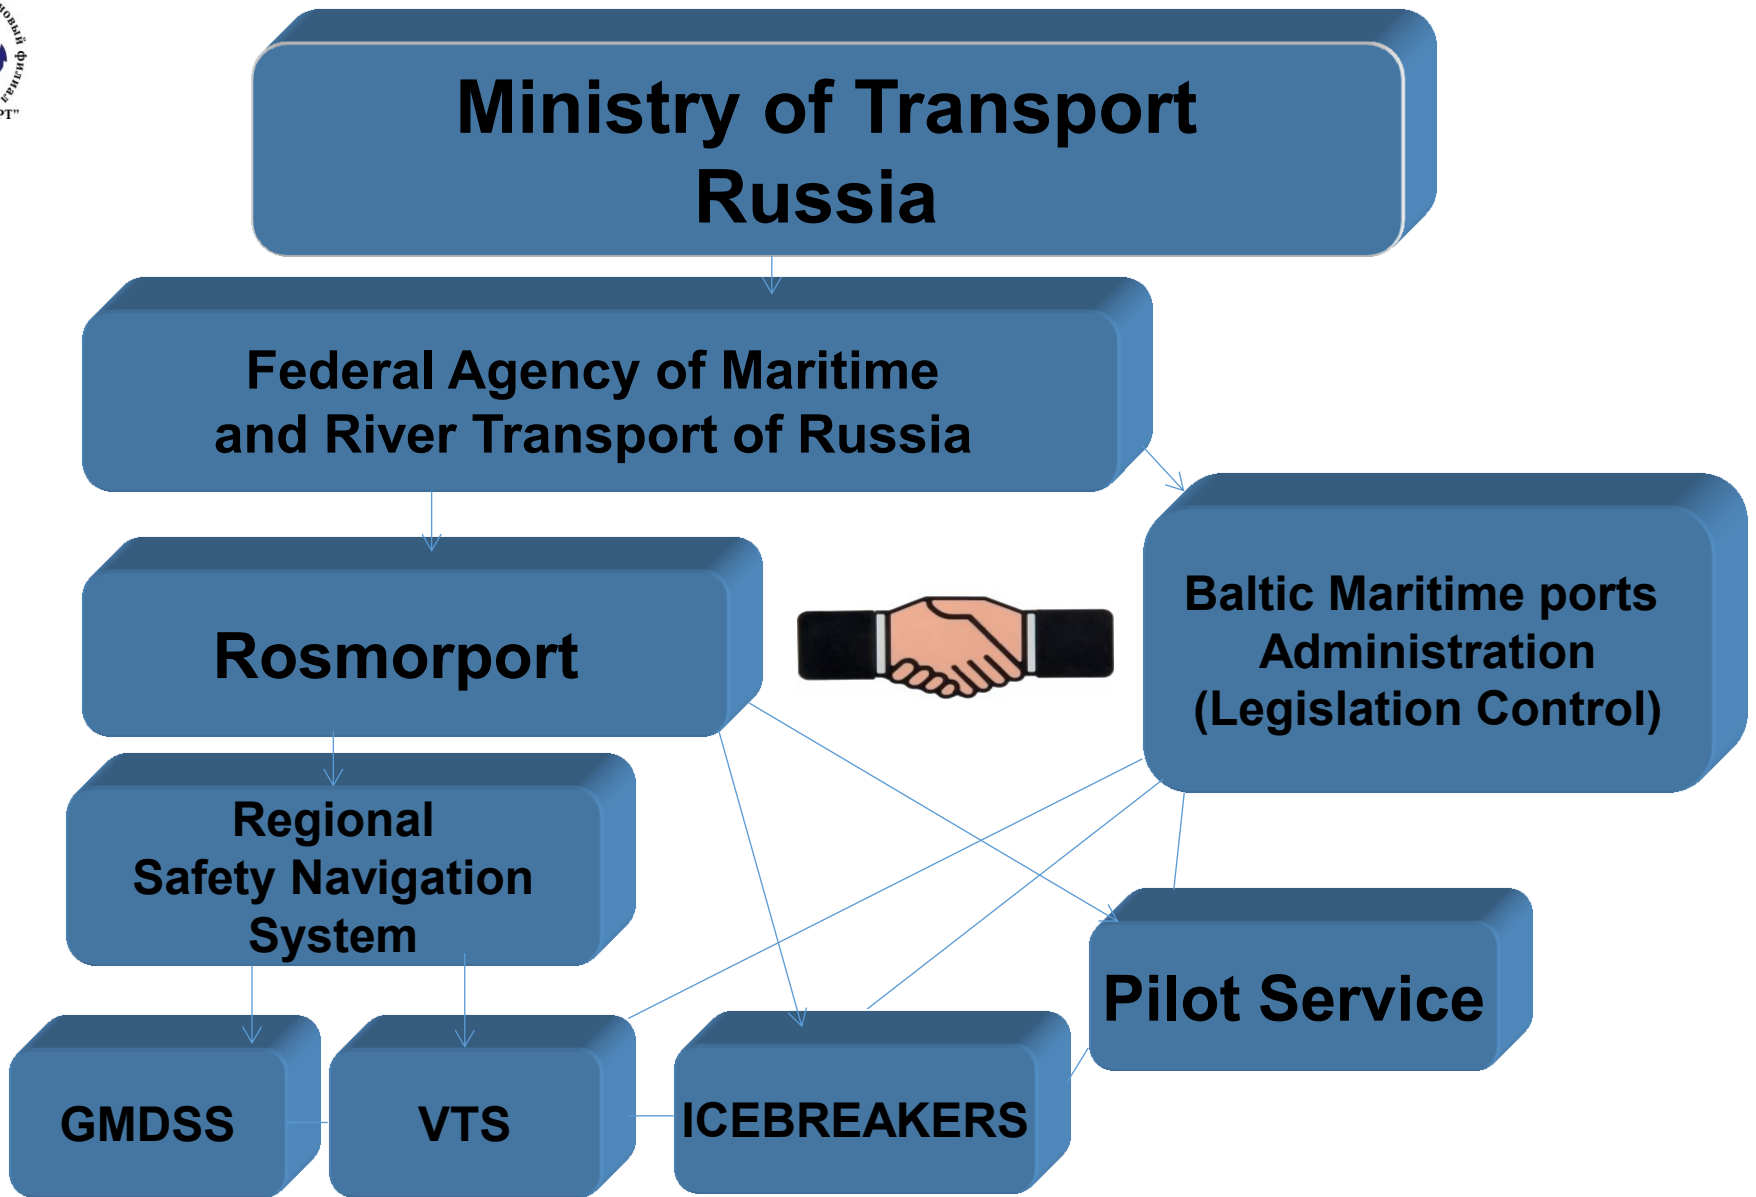 филиал
Ministry of Transport
Russia
Federal Agency of Maritime
and River Transport of Russia
Rosmorport
Baltic Maritime ports
Administration
(Legislation Control)
Regional
Safety Navigation
System
Pilot Service
GMDSS
VTS
ICEBREAKERS